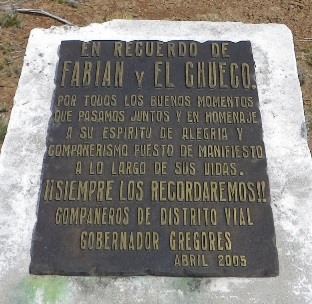 EN RECUERDO DE
FABIAN Y EL CHUECO.
POR TODOS LOS BUENOS MOMENTOS
QUE PASAMOS JUNTOS Y EN HOMENAJE
A SU ESPIRITU DE ALEGRIA Y
COMPAÑERISMO PUESTO DE MANIFIESTO
A LO LARGO DE SUS VIDAS.
¡¡SIEMPRE LOS RECORDAREMOS!!
COMPAÑEROS DE DISTRITO VIAL
GOBERNADOR GREGORES
ABRIL 2005